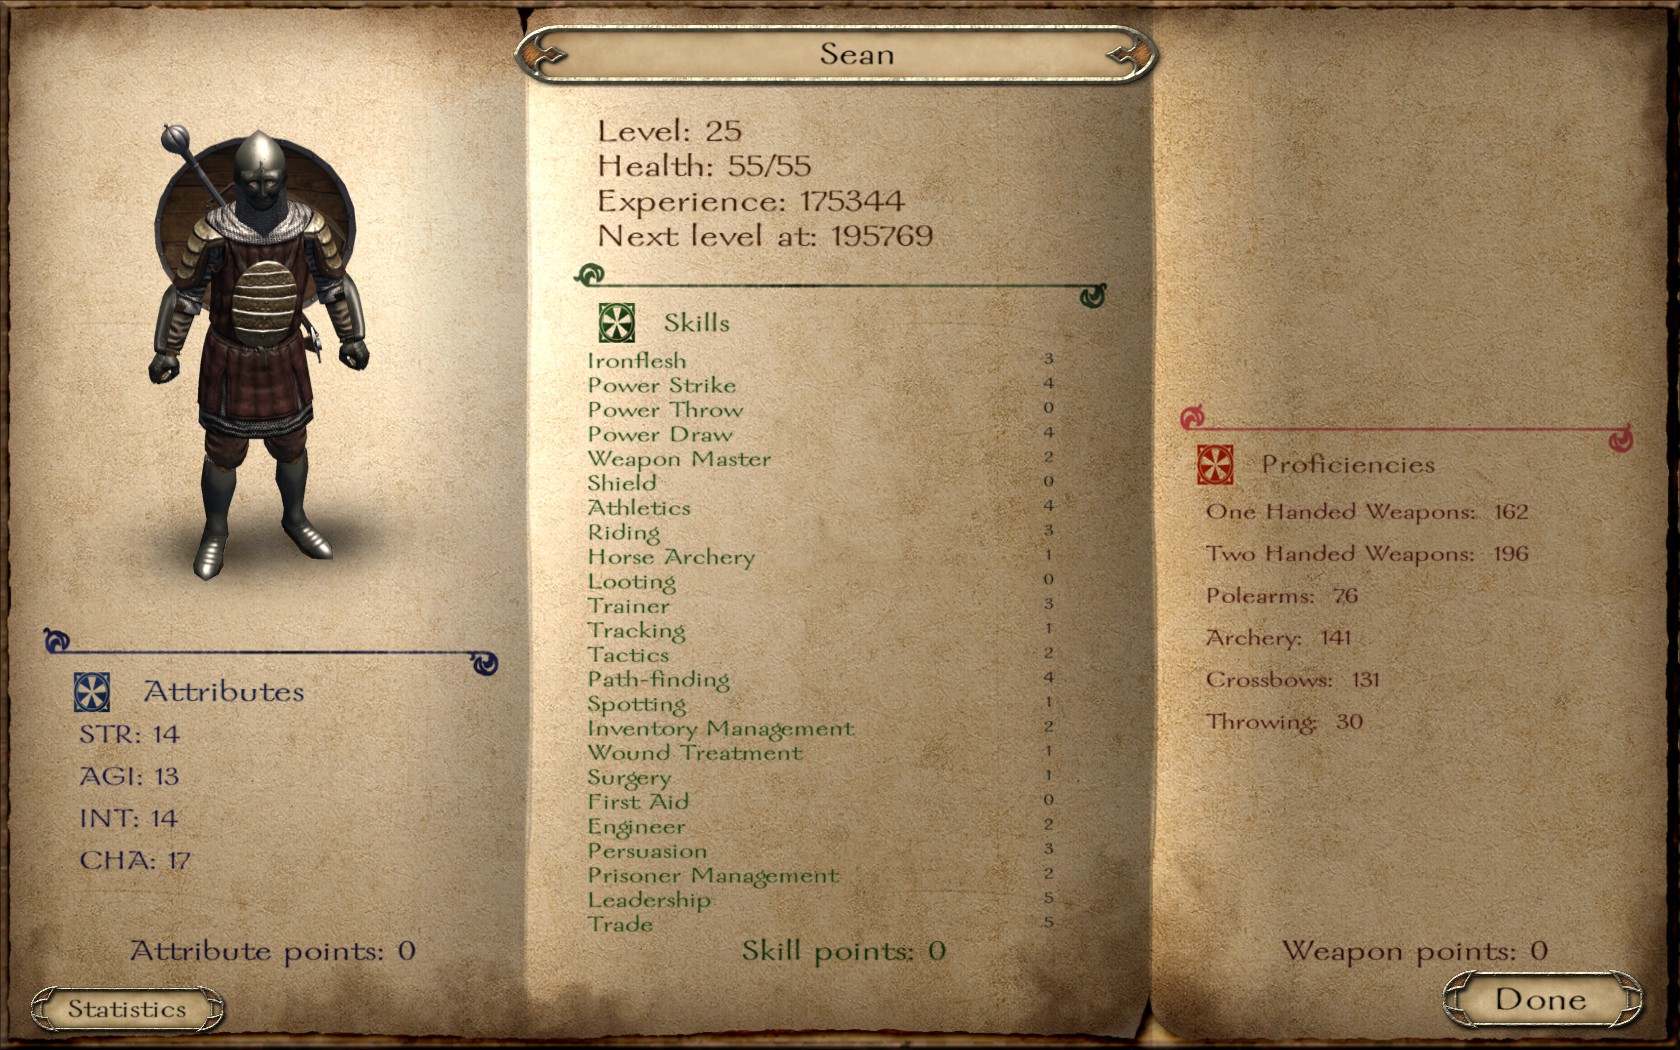 Sean
Level: 25
Health: 55/55
Experience: 175344
Next level at: 195769
Skills
Ironflesh 3
Power Strike 4
Power Throw 0
Power Draw 4
Weapon Master 2
Shield 0
Athletics 4
Riding 3
Horse Archery 1
Looting 0
Trainer 3
Tracking 1
Tactics 2
Path-finding 4
Spotting 1
Inventory Management 2
Wound Treatment 1
Surgery 1
First Aid 0
Engineer 2
Persuasion 3
Prisoner Management 2
Leadership 5
Trade 5
Skill points: 0
Attributes
STR: 14
AGI: 13
INT: 14
CHA: 17
Attribute points: 0
Statistics
Proficiencies
One Handed Weapons: 162
Two Handed Weapons: 196
Polearms: 76
Archery: 141
Crossbows: 131
Throwing: 30
Weapon points: 0
Done